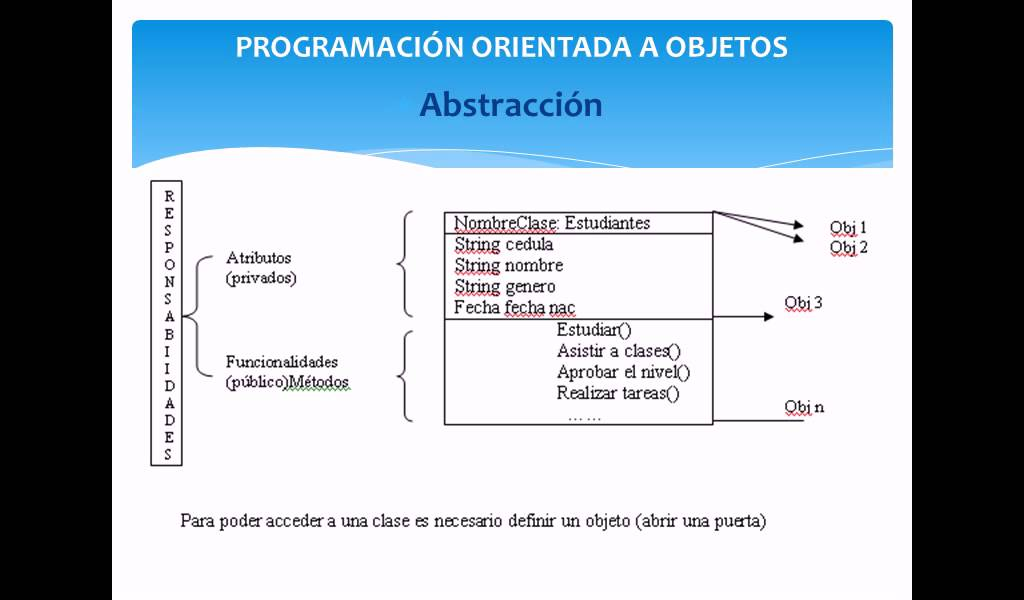 PROGRAMACIÓN ORIENTADA A OBJETOS
Abstracción
RESPONSABILIDADES
Atributos
(privados)
Funcionalidades
(público)Métodos
NombreClase: Estudiantes
String cedula
String nombre
String genero
Fecha fecha nac
Estudiar()
Asistir a clases()
Aprobar el nivel()
Realizar tareas()
... ...
Obj 1
Obj 2
Obj 3
Obj n
Para poder acceder a una clase es necesario definir un objeto (abrir una puerta)